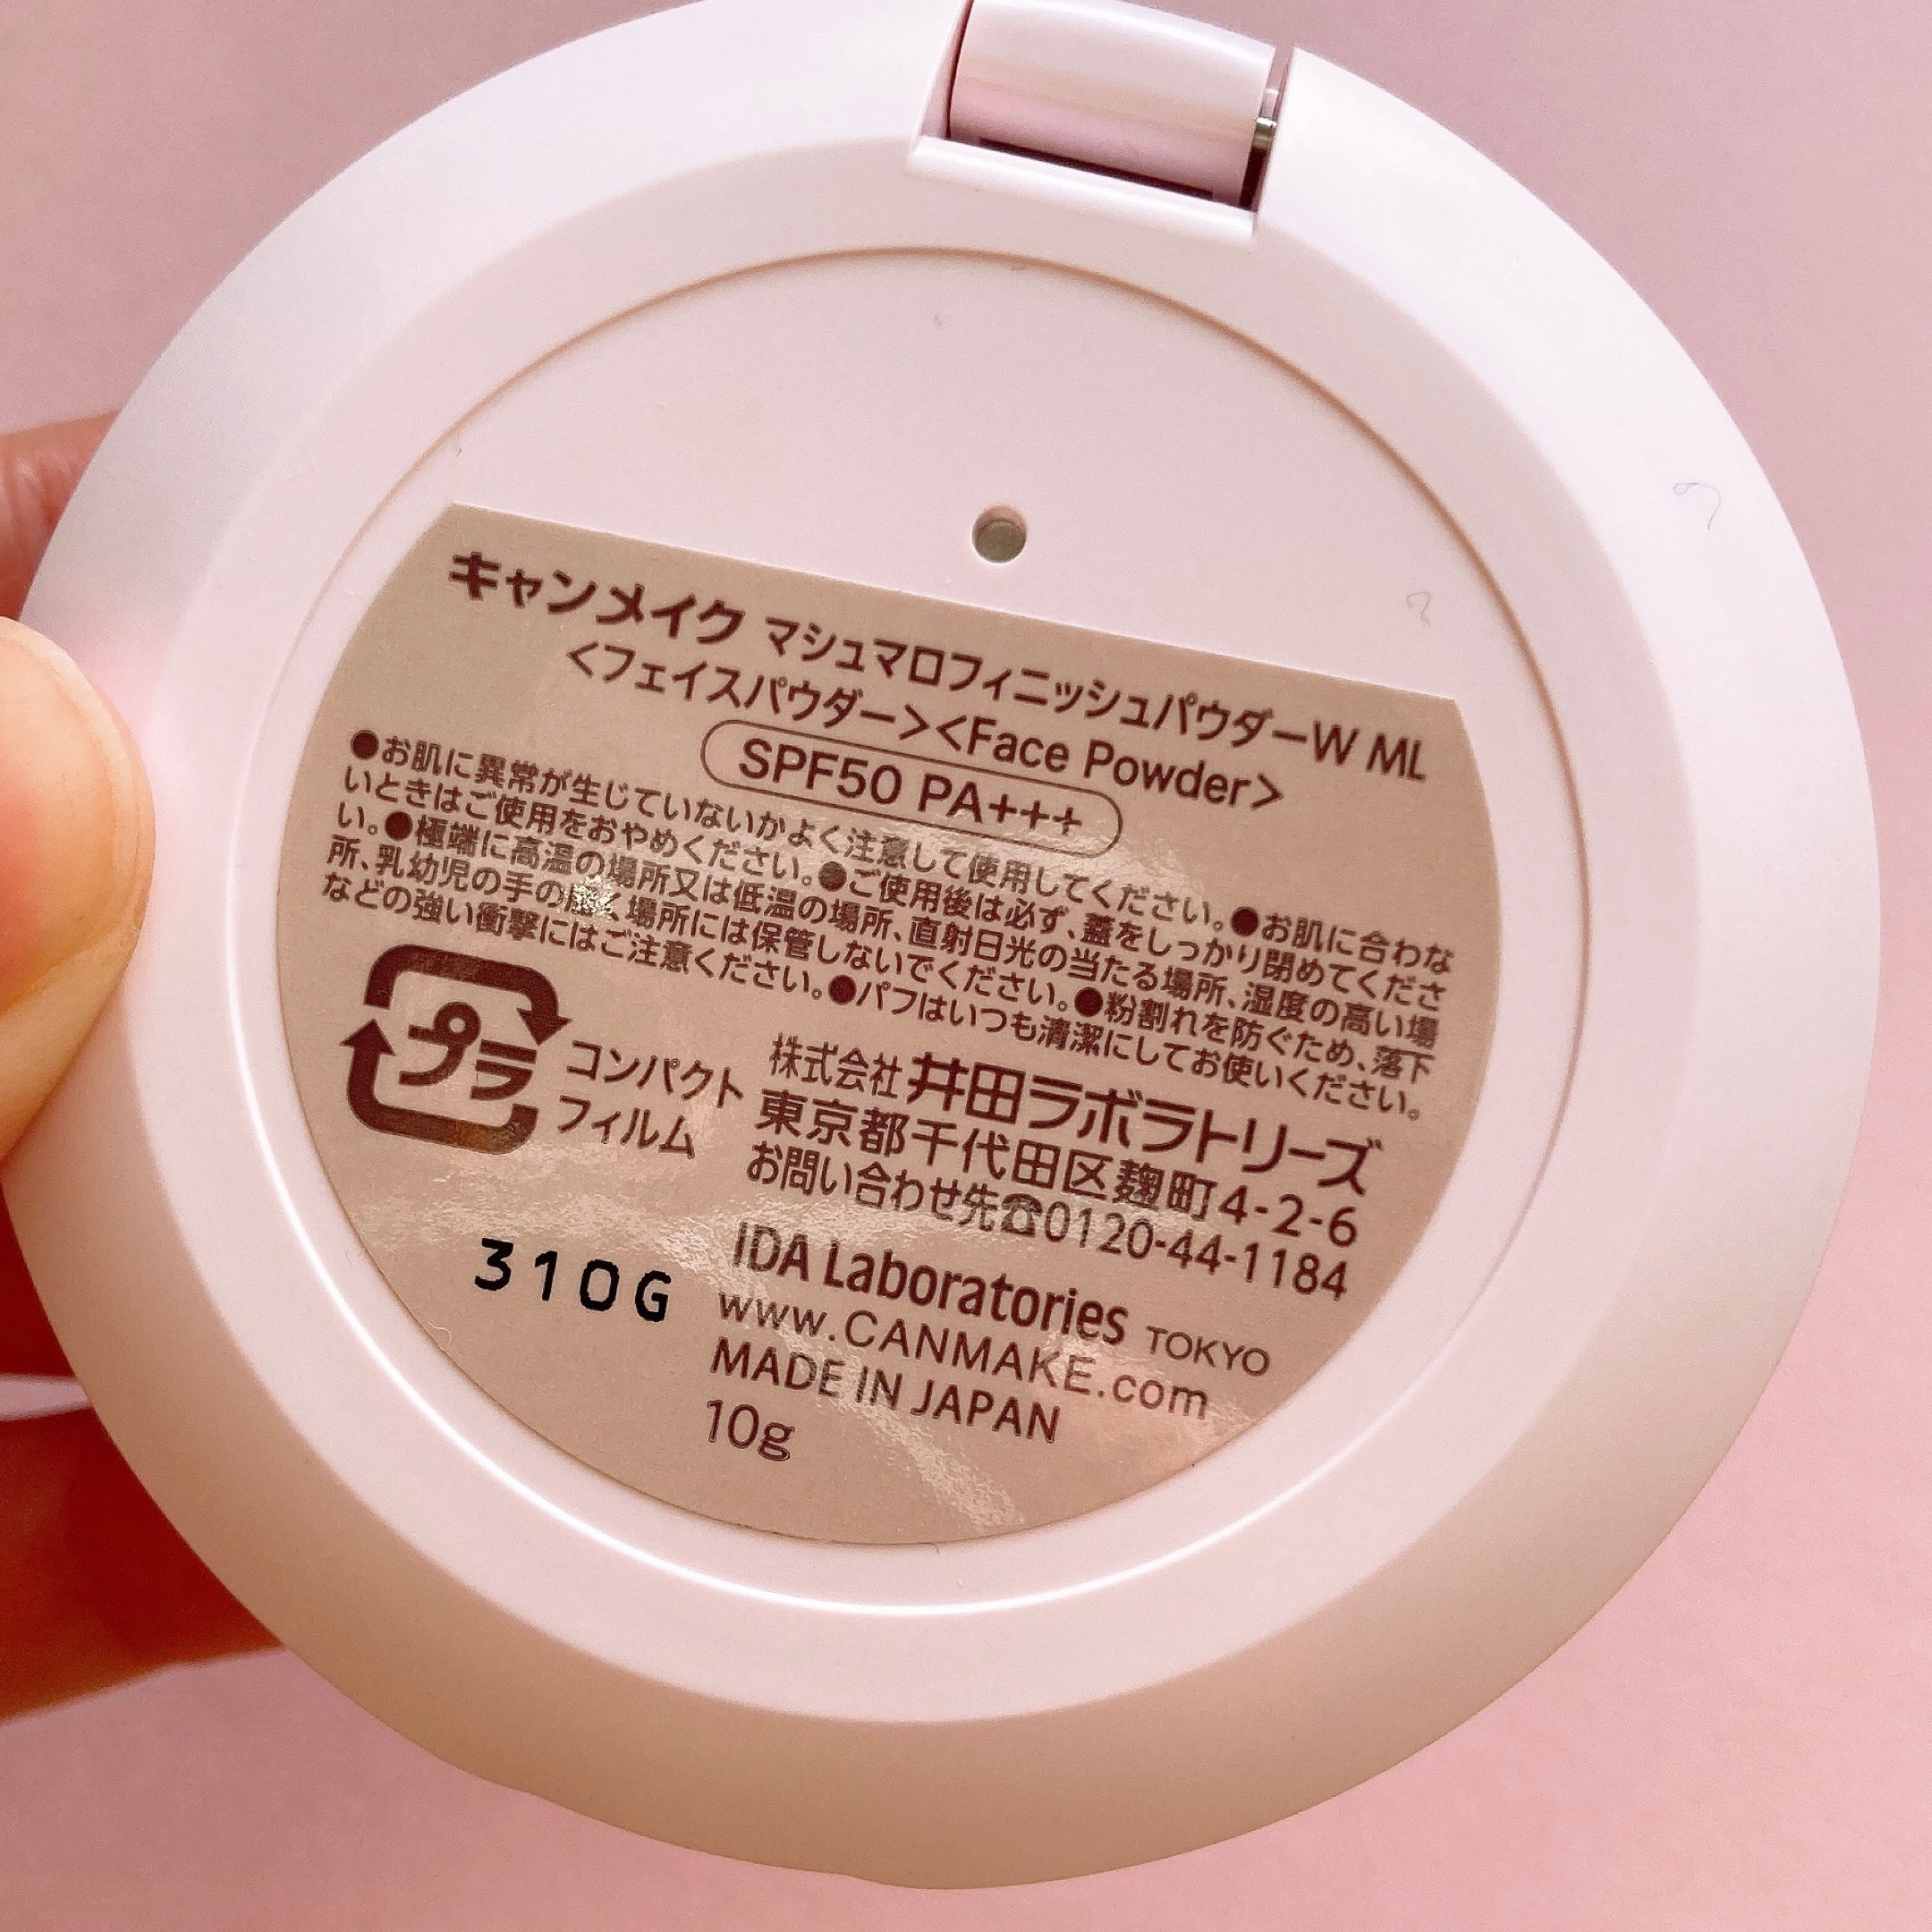 キャンメイク マシュマロフィニッシュパウダーW ML
<フェイスパウダー><Face Powder>
SPF50 PA+++
●お肌に異常が生じていないかよく注意して使用してください。●お肌に合わな
いときはご使用をおやめください。●ご使用後は必ず、蓋をしっかり閉めてくださ
い。●極端に高温の場所又は低温の場所、直射日光の当たる場所、湿度の高い場
所、乳幼児の手の届く場所には保管しないでください。●粉割れを防ぐため、落下
などの強い衝撃にはご注意ください。●パフはいつも清潔にしてお使いください。
プラ
コンパクト
フィルム
株式会社 井田ラボラトリーズ
東京都千代田区麹町4-2-6
お問い合わせ先☎0120-44-1184
IDA Laboratories TOKYO
www.CANMAKE.com
MADE IN JAPAN
10g
310G